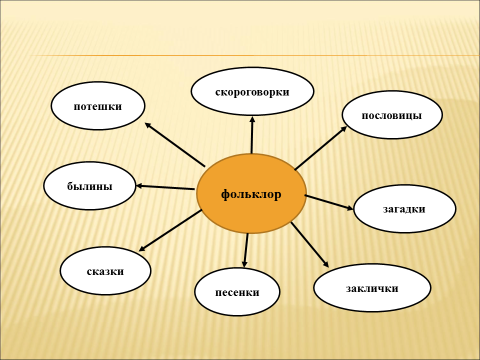 скороговорки
потешки
пословицы
былины
фольклор
загадки
сказки
песенки
заклички